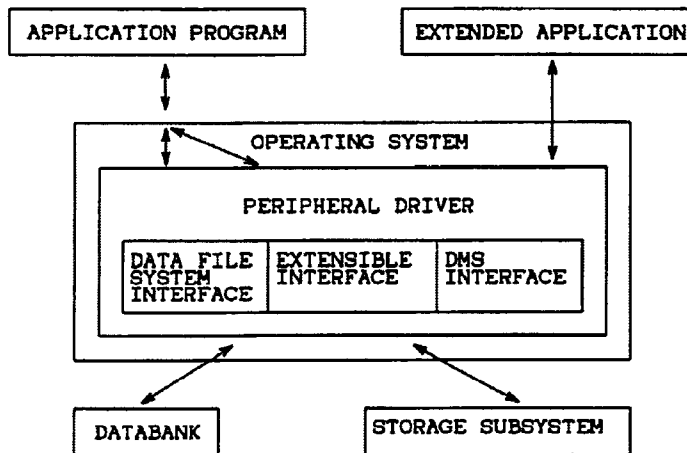 APPLICATION PROGRAM
EXTENDED APPLICATION
OPERATING SYSTEM
PERIPHERAL DRIVER
DATA FILE
SYSTEM
INTERFACE
EXTENSIBLE
INTERFACE
DMS
INTERFACE
DATABANK
STORAGE SUBSYSTEM